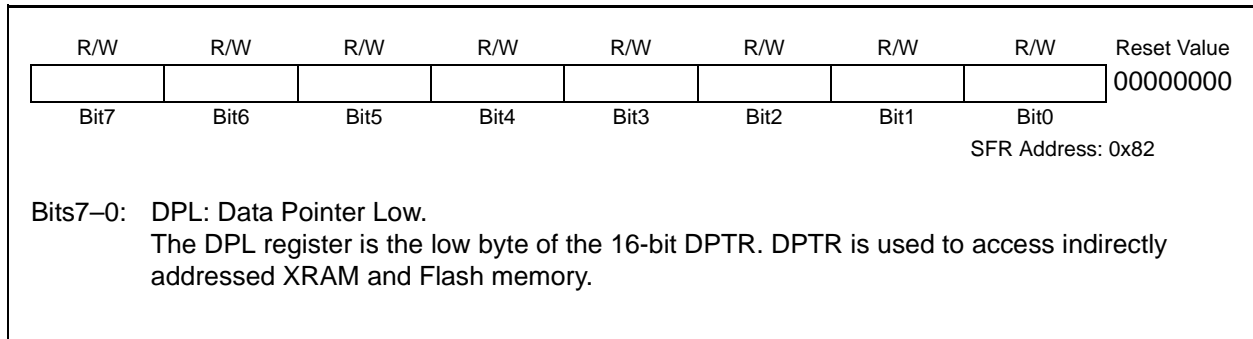 R/W R/W R/W R/W R/W R/W R/W R/W Reset Value
00000000
Bit7 Bit6 Bit5 Bit4 Bit3 Bit2 Bit1 Bit0
SFR Address: 0x82
Bits7–0: DPL: Data Pointer Low.
The DPL register is the low byte of the 16-bit DPTR. DPTR is used to access indirectly
addressed XRAM and Flash memory.